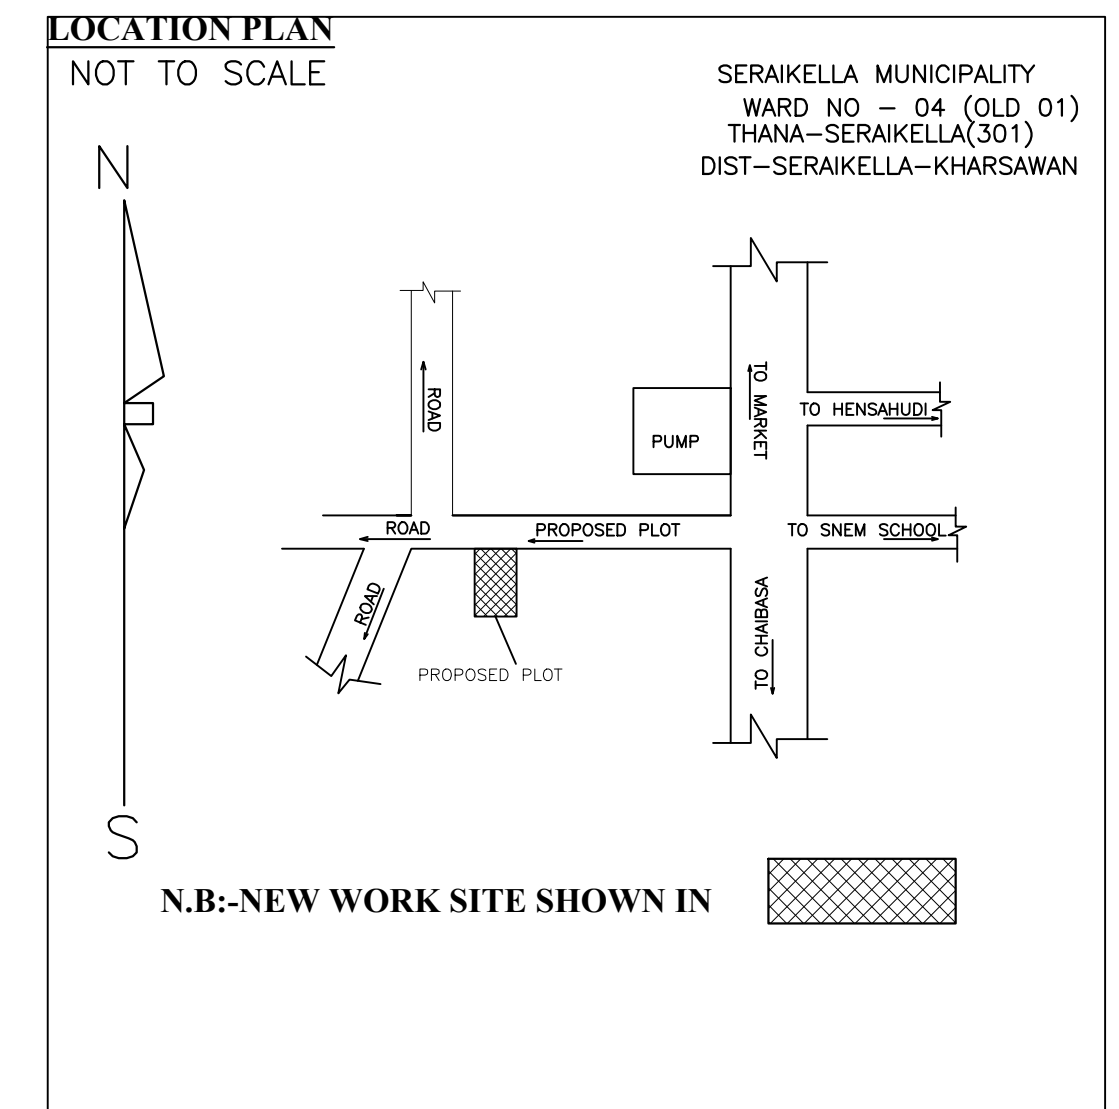 LOCATION PLAN
NOT TO SCALE
SERAIKELLA MUNICIPALITY
WARD NO - 04 (OLD 01)
THANA-SERAIKELLA(301)
DIST-SERAIKELLA-KHARSAWAN
N
ROAD
TO MARKET
TO HENSAHUDI
PUMP
ROAD
PROPOSED PLOT
TO SNEM SCHOOL
ROAD
TO CHAIBASA
PROPOSED PLOT
S
N.B:-NEW WORK SITE SHOWN IN